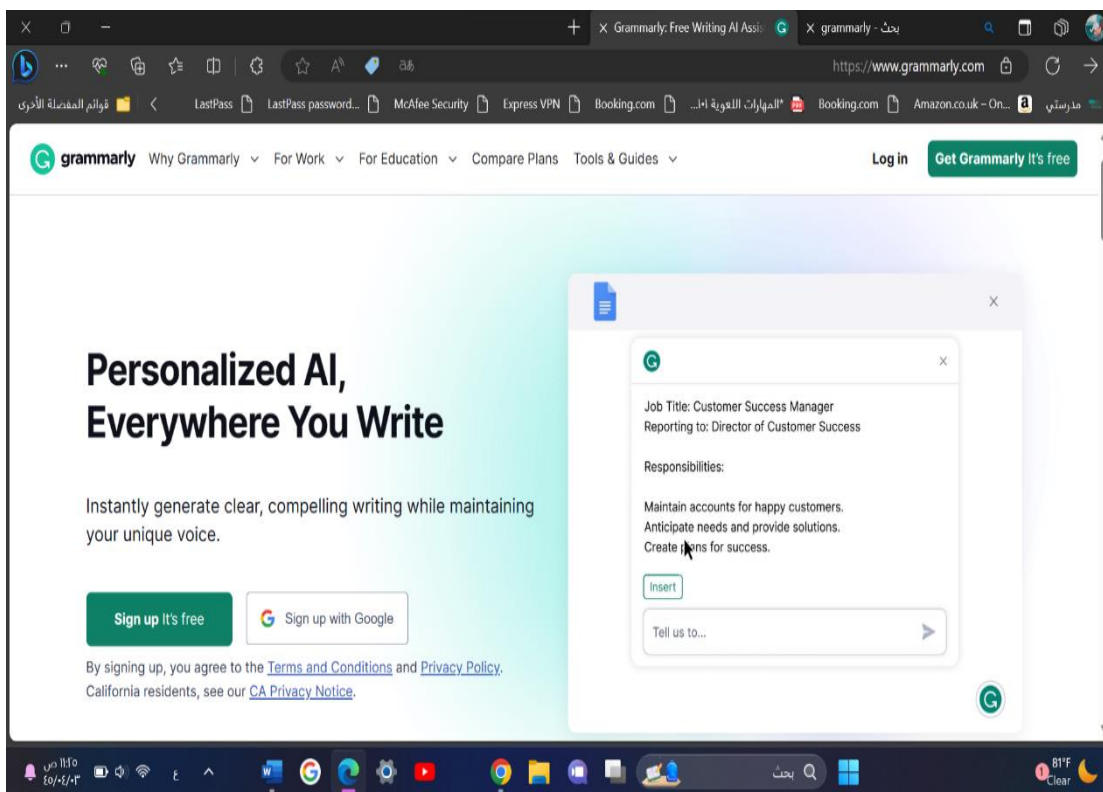 Grammarly: Free Writing AI Assis
grammarly - بحث
https://www.grammarly.com
قوائم المفضلة الأخرى
LastPass
LastPass password...
McAfee Security
Express VPN
Booking.com
Booking.com
Amazon.co.uk – On...
مدرستي
grammarly Why Grammarly For Work For Education Compare Plans Tools & Guides Log in Get Grammarly It's free
Personalized AI,
Everywhere You Write
Instantly generate clear, compelling writing while maintaining
your unique voice.
Sign up It's free
Sign up with Google
By signing up, you agree to the Terms and Conditions and Privacy Policy.
California residents, see our CA Privacy Notice.
Job Title: Customer Success Manager
Reporting to: Director of Customer Success
Responsibilities:
Maintain accounts for happy customers.
Anticipate needs and provide solutions.
Create plans for success.
Insert
Tell us to...
١١:٢٥ ص
٤٥/٠٤/٠٣
ع
بحث
81°F
Clear